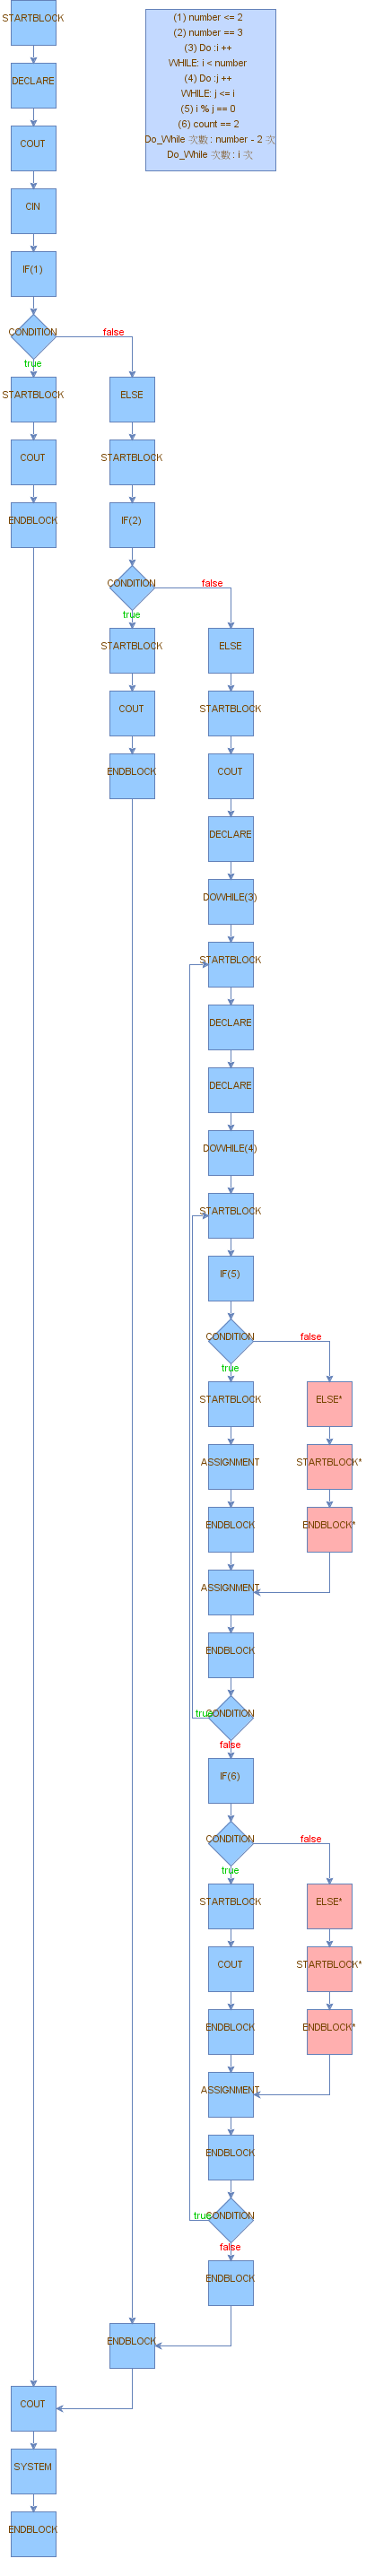 STARTBLOCK
(1) number <= 2
(2) number == 3
(3) Do :i ++
WHILE: i < number
(4) Do :j ++
WHILE: j <= i
(5) i % j == 0
(6) count == 2
Do_While 次數 : number - 2 次
Do_While 次數 : i 次
DECLARE
COUT
CIN
IF(1)
CONDITION
false
true
STARTBLOCK
ELSE
COUT
STARTBLOCK
ENDBLOCK
IF(2)
CONDITION
false
true
STARTBLOCK
ELSE
COUT
STARTBLOCK
ENDBLOCK
COUT
DECLARE
DOWHILE(3)
STARTBLOCK
DECLARE
DECLARE
DOWHILE(4)
STARTBLOCK
IF(5)
CONDITION
false
true
STARTBLOCK
ELSE*
ASSIGNMENT
STARTBLOCK*
ENDBLOCK
ENDBLOCK*
ASSIGNMENT
ENDBLOCK
true
CONDITION
false
IF(6)
CONDITION
false
true
STARTBLOCK
ELSE*
COUT
STARTBLOCK*
ENDBLOCK
ENDBLOCK*
ASSIGNMENT
ENDBLOCK
true
CONDITION
false
ENDBLOCK
ENDBLOCK
COUT
SYSTEM
ENDBLOCK